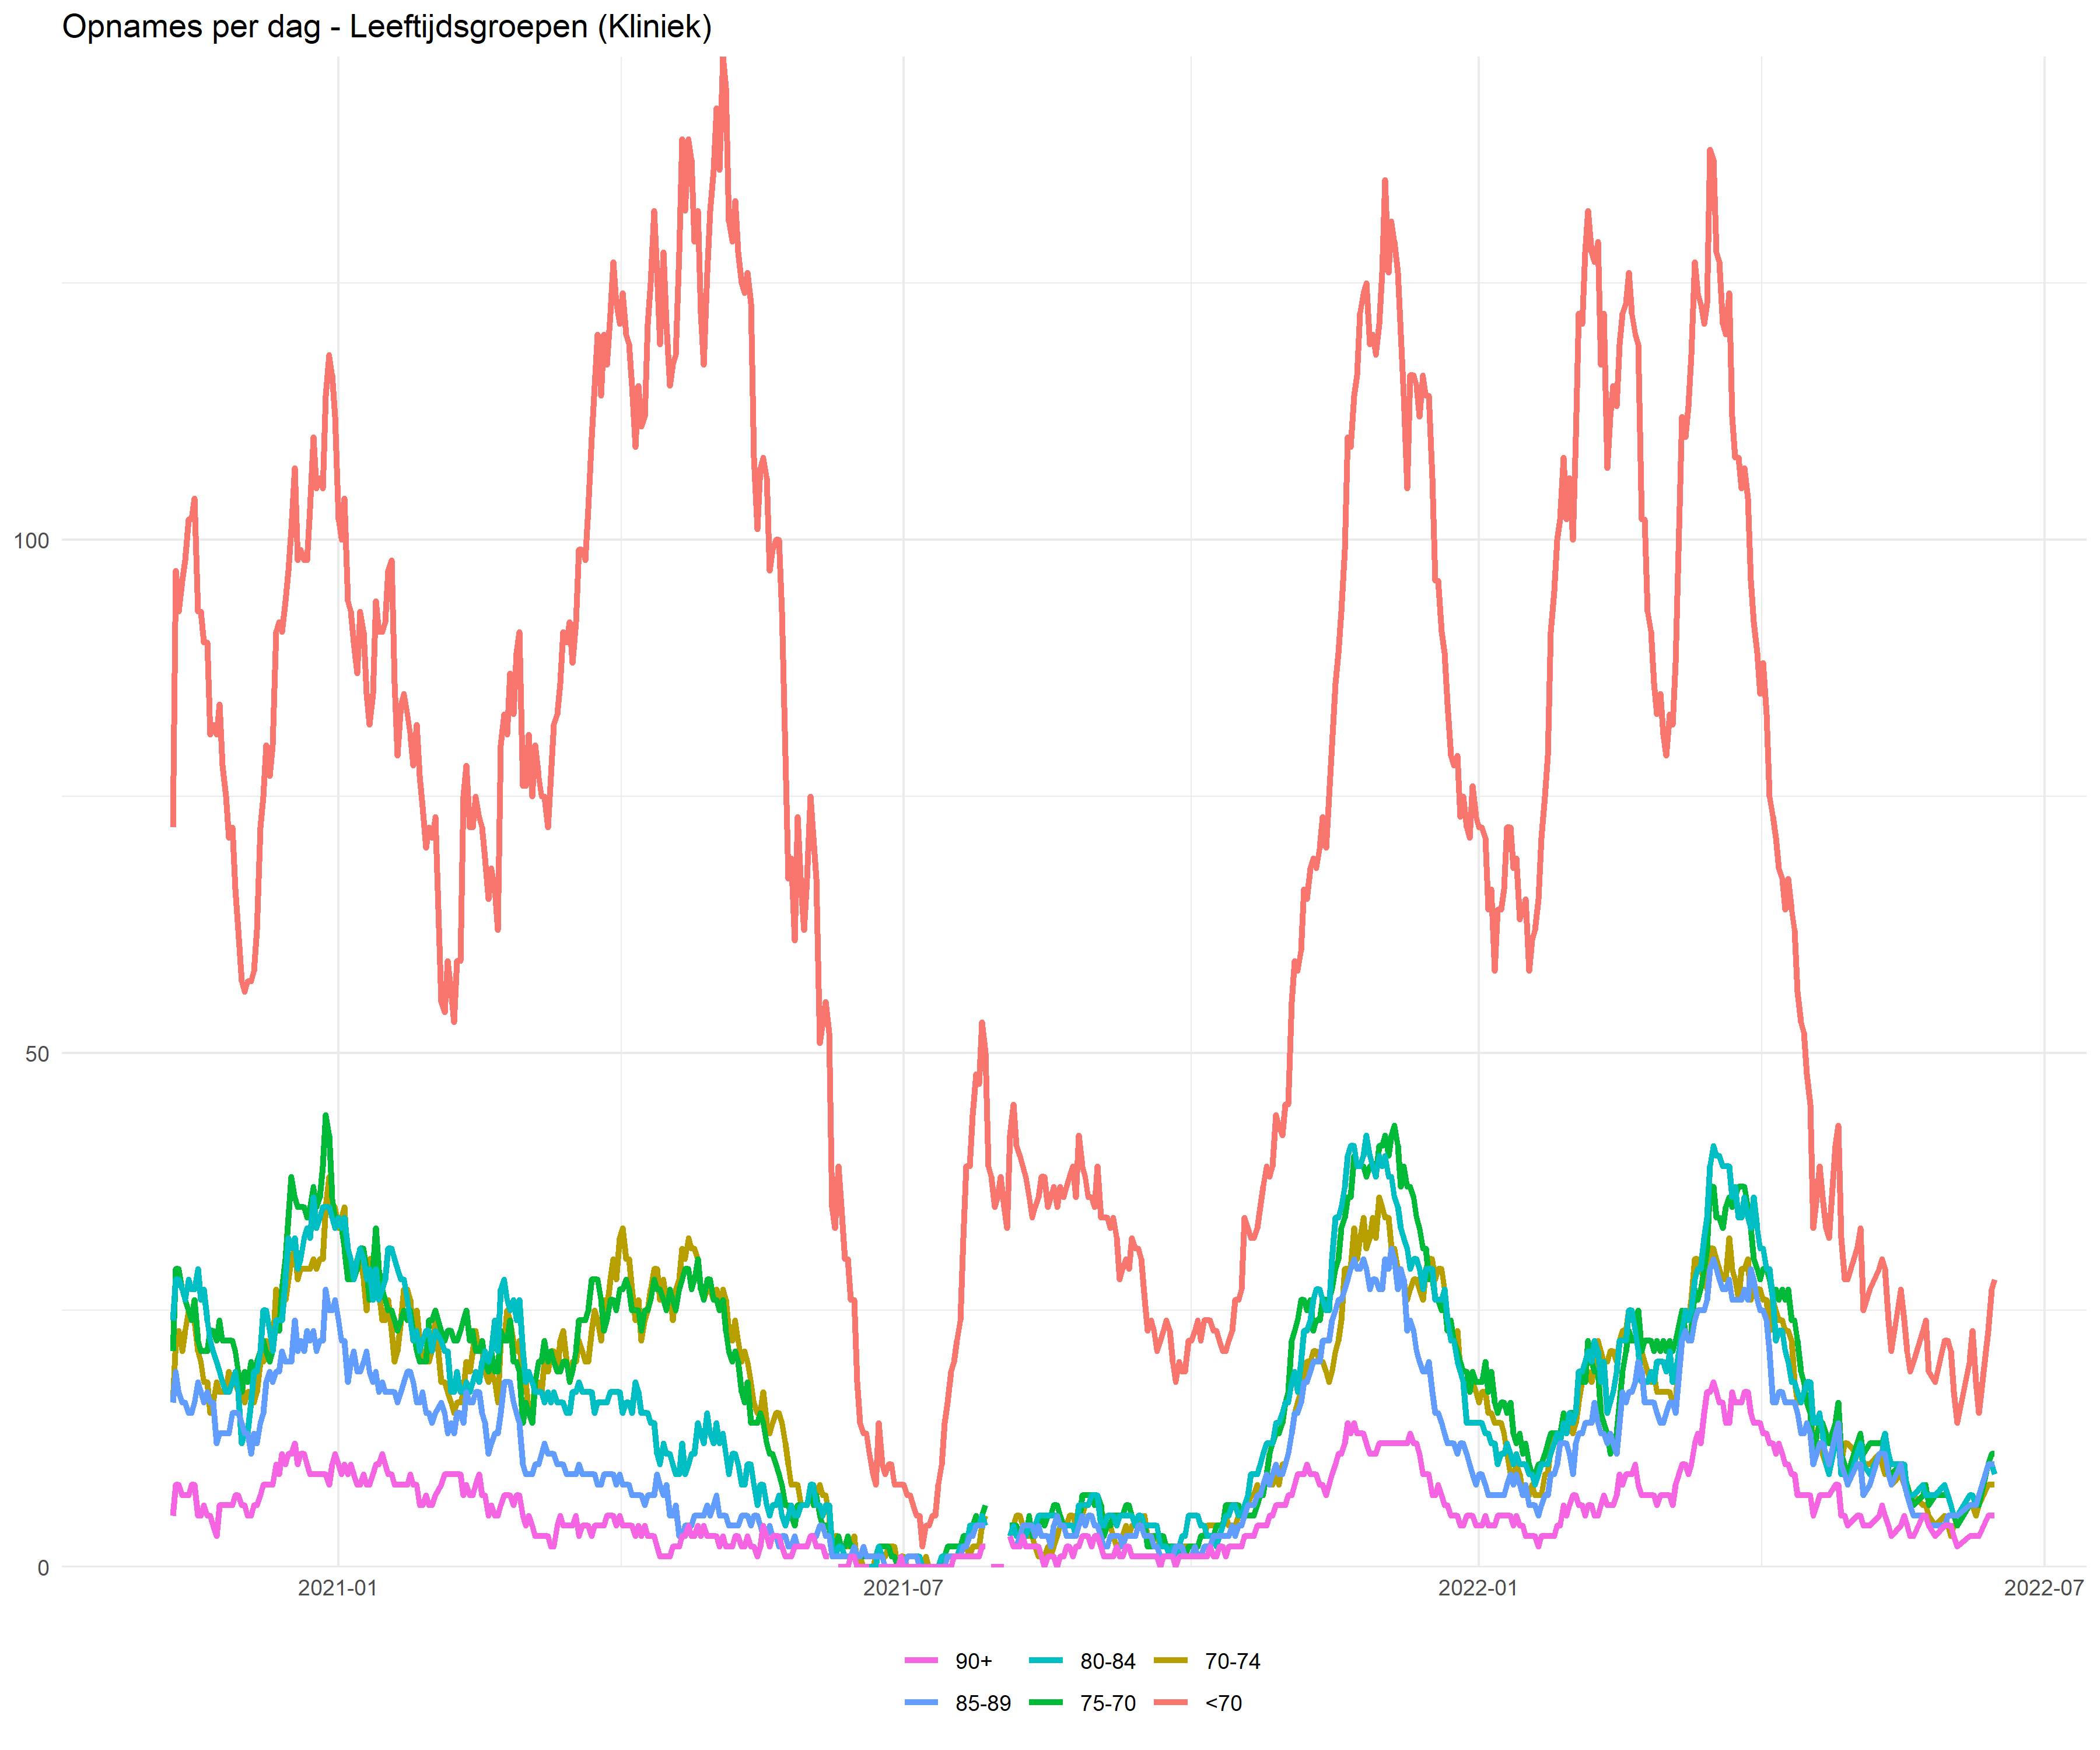 Opnames per dag - Leeftijdsgroepen (Kliniek)
100
50
0
2021-01 2021-07 2022-01 2022-07
90+ 80-84 70-74
85-89 75-70 <70